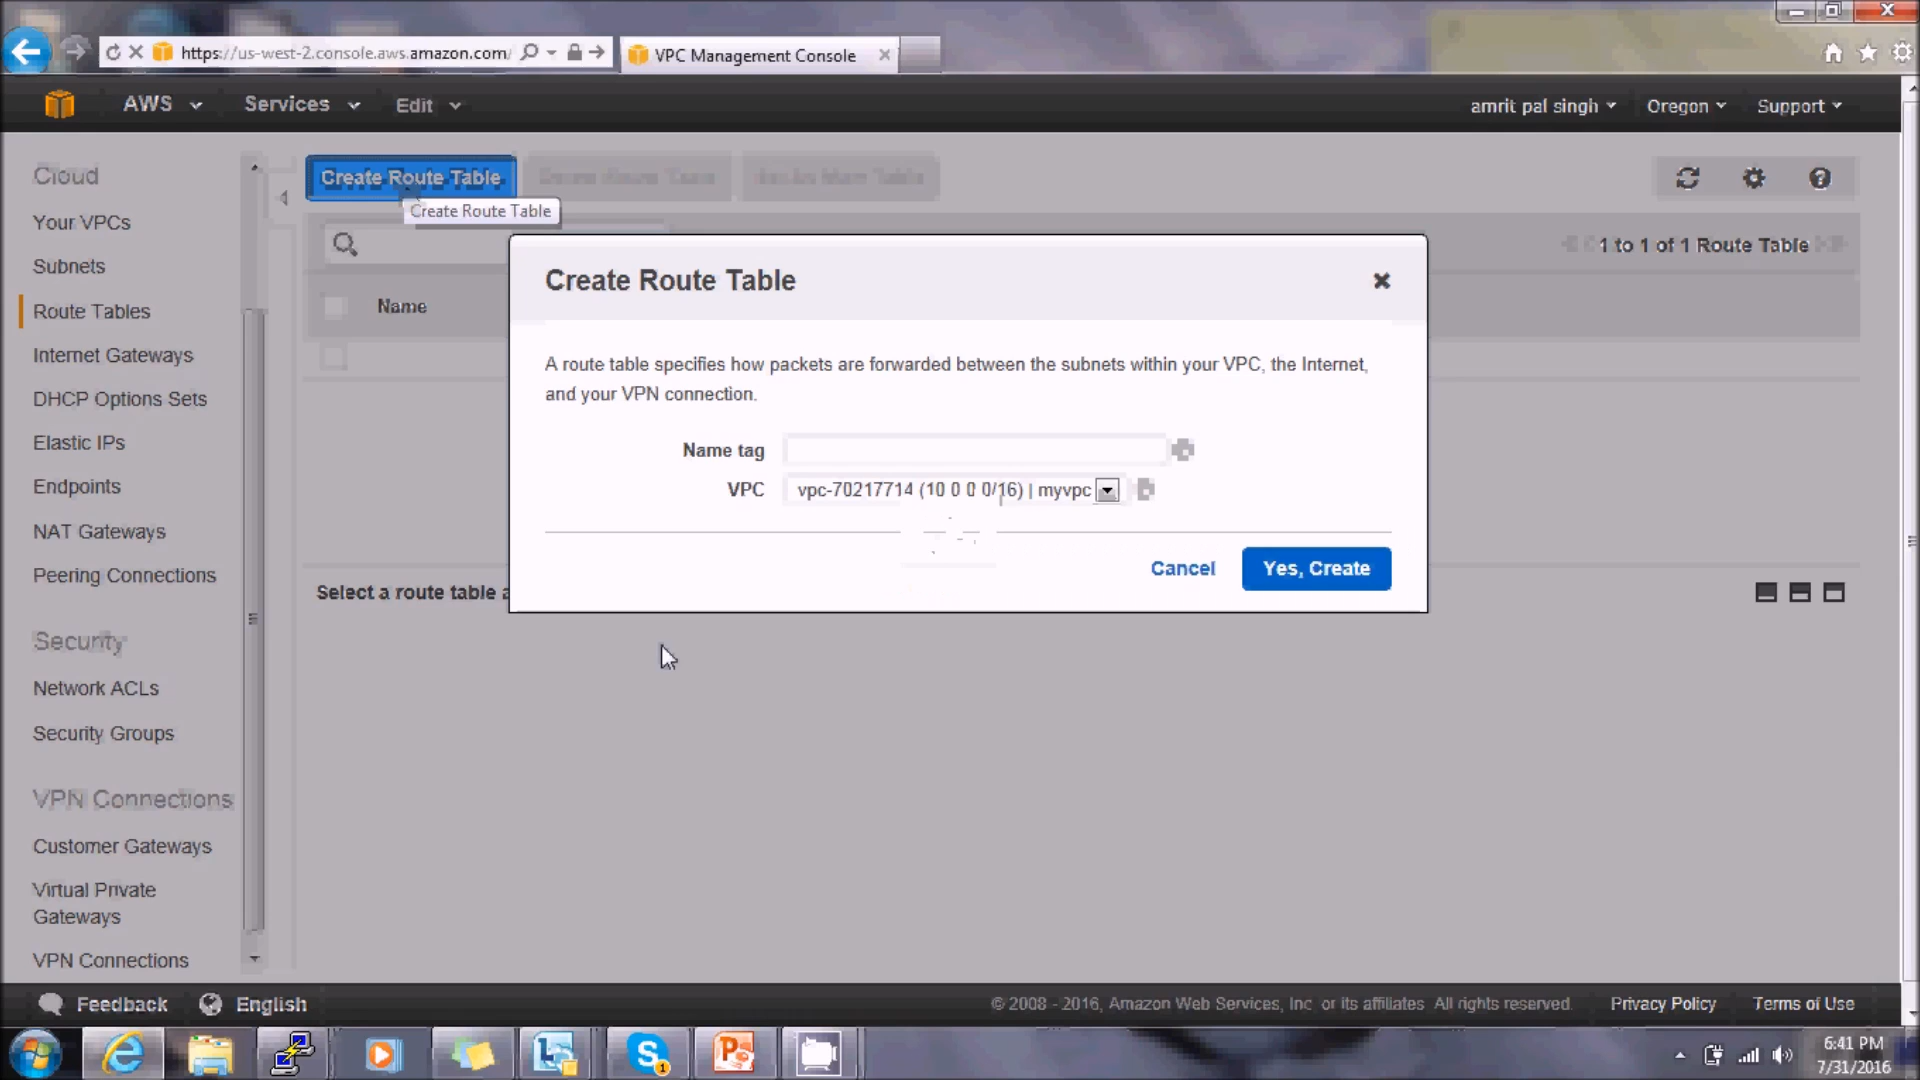 https://us-west-2.console.aws.amazon.com/
VPC Management Console
AWS
Services
Edit
amrit pal singh
Oregon
Support
Cloud
Your VPCs
Subnets
Route Tables
Internet Gateways
DHCP Options Sets
Elastic IPs
Endpoints
NAT Gateways
Peering Connections
Security
Network ACLs
Security Groups
VPN Connections
Customer Gateways
Virtual Private
Gateways
VPN Connections
Create Route Table
Create Route Table
1 to 1 of 1 Route Table
Name
Create Route Table
A route table specifies how packets are forwarded between the subnets within your VPC, the Internet,
and your VPN connection.
Name tag
VPC vpc-70217714 (10 0 0 0/16) | myvpc
Cancel
Yes, Create
Select a route table
Feedback
English
© 2008 - 2016, Amazon Web Services, Inc or its affiliates All rights reserved.
Privacy Policy
Terms of Use
6:41 PM
7/31/2016